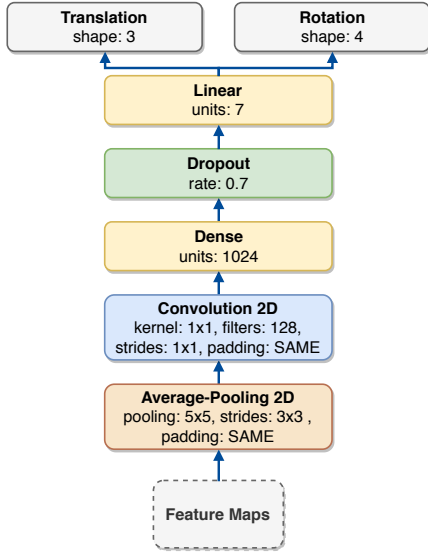 Translation
shape: 3
Rotation
shape: 4
Linear
units: 7
Dropout
rate: 0.7
Dense
units: 1024
Convolution 2D
kernel: 1x1, filters: 128,
strides: 1x1, padding: SAME
Average-Pooling 2D
pooling: 5x5, strides: 3x3 ,
padding: SAME
Feature Maps